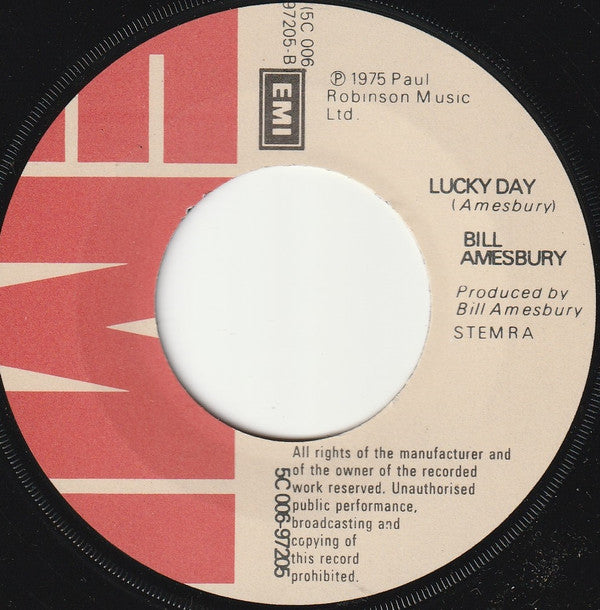 (5C 006
97205-B
EMI
Ⓟ 1975 Paul
Robinson Music
Ltd.
LUCKY DAY
(Amesbury)
BILL
AMESBURY
Produced by
Bill Amesbury
STEMRA
All rights of the manufacturer and
of the owner of the recorded
work reserved. Unauthorised
public performance,
broadcasting and
copying of
this record
prohibited.
5C 006-97205
EMI